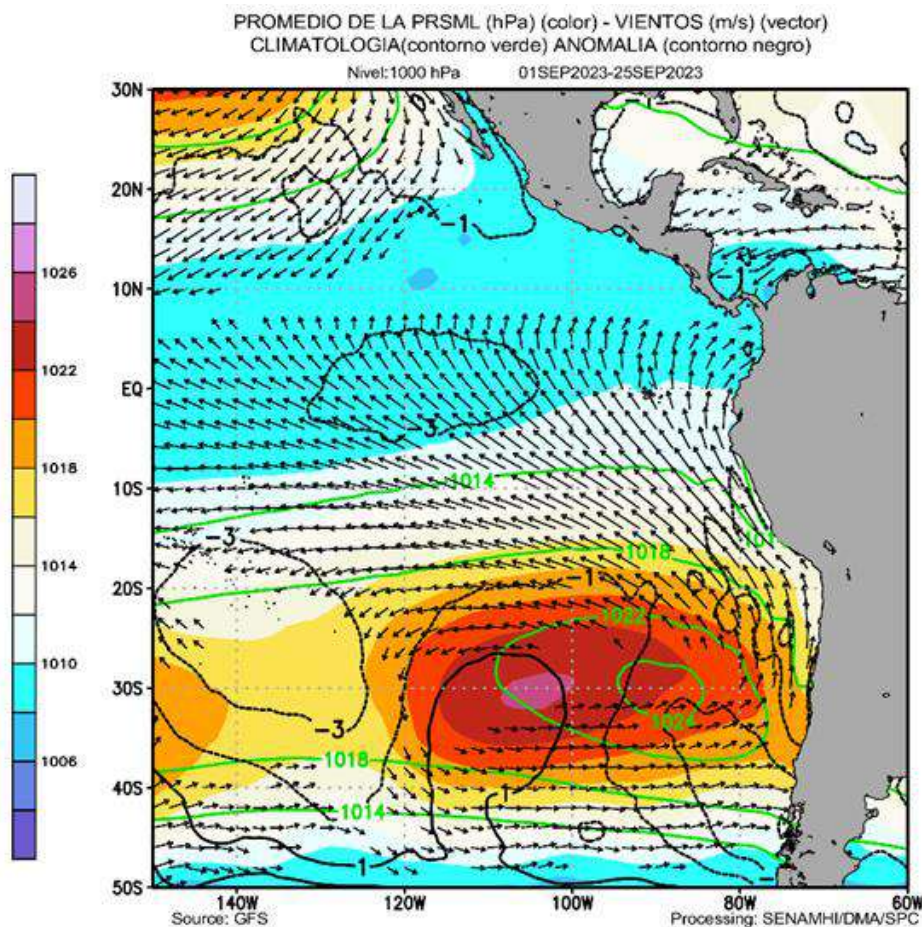 PROMEDIO DE LA PRSML (hPa) (color) - VIENTOS (m/s) (vector)
CLIMATOLOGIA(contorno verde) ANOMALIA (contorno negro)
Nivel:1000 hPa 01SEP2023-25SEP2023
30N
20N
-1
-1
1026
10N
1022
EQ
-3
1018
10S
1014
101
1014
-3
1018
20S
-1
1022
1010
30S
1024
-3
1006
1018
40S
1
1014
1
50S
140W 120W 100W 80W 60W
Source: GFS Processing: SENAMHI/DMA/SPC